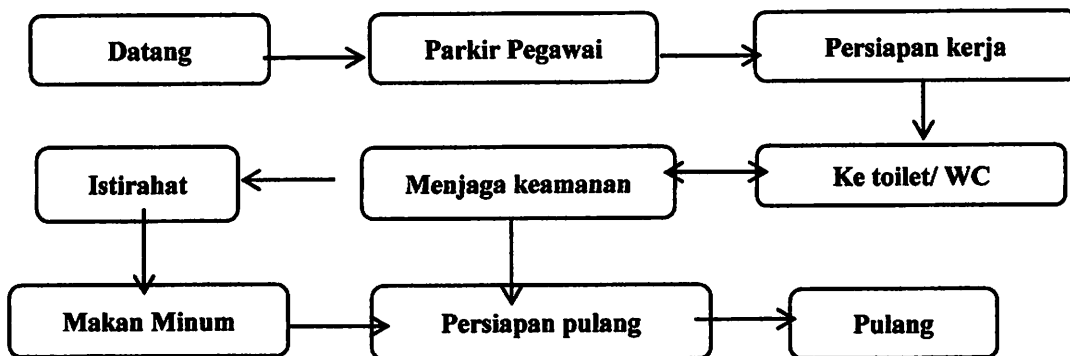 Datang
Parkir Pegawai
Persiapan kerja
Istirahat
Menjaga keamanan
Ke toilet/ WC
Makan Minum
Persiapan pulang
Pulang